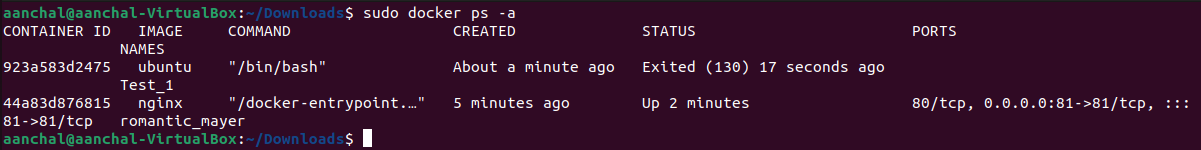 aanchal@aanchal-VirtualBox:~/Downloads$ sudo docker ps -a
CONTAINER ID   IMAGE     COMMAND                  CREATED              STATUS                        PORTS
               NAMES
923a583d2475   ubuntu    "/bin/bash"              About a minute ago   Exited (130) 17 seconds ago
               Test_1
44a83d876815   nginx     "/docker-entrypoint.…"   5 minutes ago        Up 2 minutes                  80/tcp, 0.0.0.0:81->81/tcp, :::
81->81/tcp   romantic_mayer
aanchal@aanchal-VirtualBox:~/Downloads$